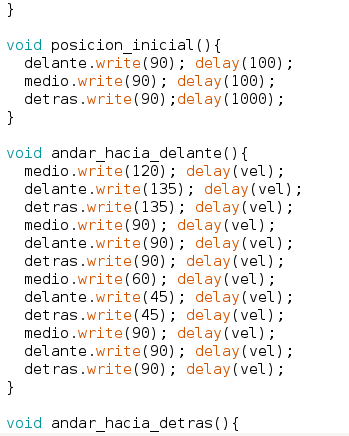 }
void posicion_inicial(){
  delante.write(90); delay(100);
  medio.write(90); delay(100);
  detras.write(90);delay(1000);
}
void andar_hacia_delante(){
  medio.write(120); delay(vel);
  delante.write(135); delay(vel);
  detras.write(135); delay(vel);
  medio.write(90); delay(vel);
  delante.write(90); delay(vel);
  detras.write(90); delay(vel);
  medio.write(60); delay(vel);
  delante.write(45); delay(vel);
  detras.write(45); delay(vel);
  medio.write(90); delay(vel);
  delante.write(90); delay(vel);
  detras.write(90); delay(vel);
}
void andar_hacia_detras(){